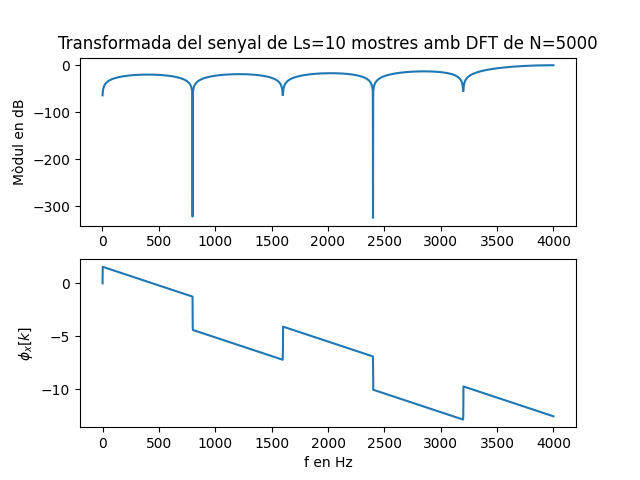 Transformada del senyal de Ls=10 mostres amb DFT de N=5000
Mòdul en dB
0
−100
−200
−300
0 500 1000 1500 2000 2500 3000 3500 4000
ϕx[k]
0
−5
−10
0 500 1000 1500 2000 2500 3000 3500 4000
f en Hz